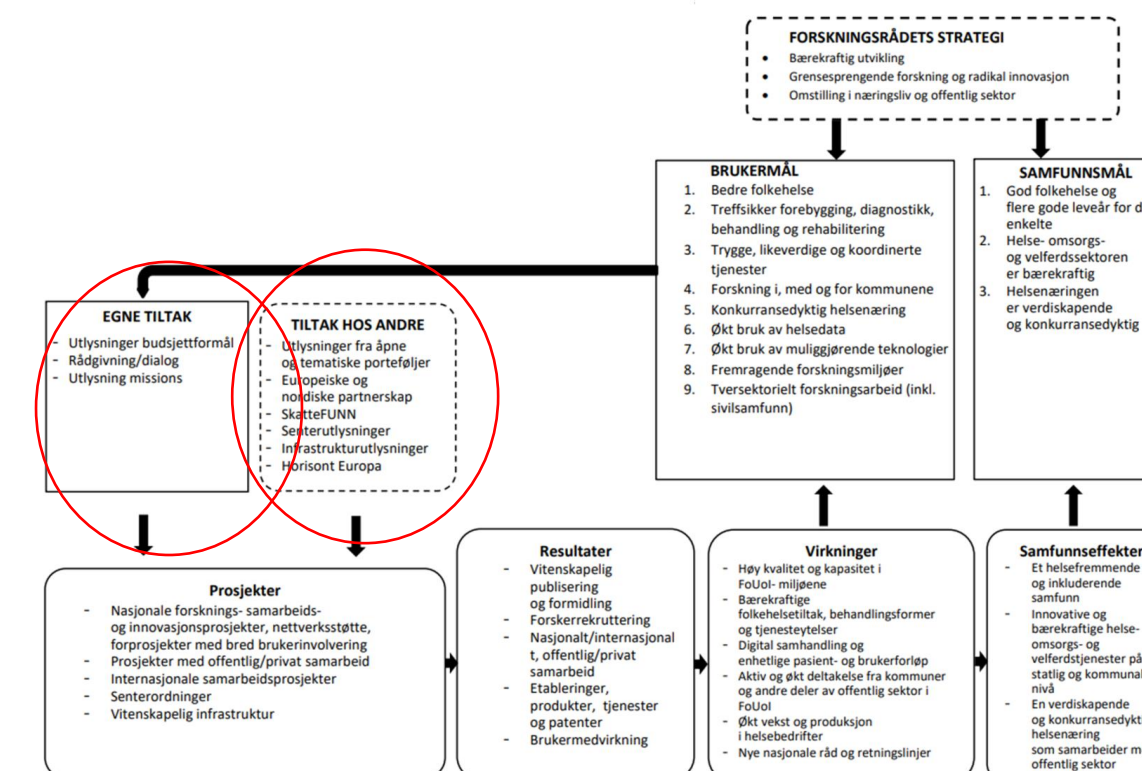 FORSKNINGSRÅDETS STRATEGI
• Bærekraftig utvikling
• Grensesprengende forskning og radikal innovasjon
• Omstilling i næringsliv og offentlig sektor
BRUKERMÅL
1. Bedre folkehelse
2. Treffsikker forebygging, diagnostikk,
behandling og rehabilitering
3. Trygge, likeverdige og koordinerte
tjenester
4. Forskning i, med og for kommunene
5. Konkurransedyktig helsenæring
6. Økt bruk av helsedata
7. Økt bruk av muliggjørende teknologier
8. Fremragende forskningsmiljøer
9. Tversektorielt forskningsarbeid (inkl.
sivilsamfunn)
SAMFUNNSMÅL
1. God folkehelse og
flere gode leveår for d
enkelte
2. Helse- omsorgs-
og velferdssektoren
er bærekraftig
3. Helsenæringen
er verdiskapende
og konkurransedyktig
EGNE TILTAK
- Utlysninger budsjettformål
- Rådgivning/dialog
- Utlysning missions
TILTAK HOS ANDRE
- Utlysninger fra åpne
og tematiske porteføljer
- Europeiske og
nordiske partnerskap
- SkatteFUNN
- Senterutlysninger
- Infrastrukturutlysninger
- Horisont Europa
Prosjekter
- Nasjonale forsknings- samarbeids-
og innovasjonsprosjekter, nettverksstøtte,
forprosjekter med bred brukerinvolvering
- Prosjekter med offentlig/privat samarbeid
- Internasjonale samarbeidsprosjekter
- Senterordninger
- Vitenskapelig infrastruktur
Resultater
- Vitenskapelig
publisering
og formidling
- Forskerrekruttering
- Nasjonalt/internasjonal
t, offentlig/privat
samarbeid
- Etableringer,
produkter, tjenester
og patenter
- Brukermedvirkning
Virkninger
- Høy kvalitet og kapasitet i
FoUoI- miljøene
- Bærekraftige
folkehelsetiltak, behandlingsformer
og tjenesteytelser
- Digital samhandling og
enhetlige pasient- og brukerforløp
- Aktiv og økt deltakelse fra kommuner
og andre deler av offentlig sektor i
FoUoI
- Økt vekst og produksjon
i helsebedrifter
- Nye nasjonale råd og retningslinjer
Samfunnseffekter
- Et helsefremmende
og inkluderende
samfunn
- Innovative og
bærekraftige helse-
omsorgs- og
velferdstjenester på
statlig og kommunal
nivå
- En verdiskapende
og konkurransedykti
helsenæring
som samarbeider m
offentlig sektor